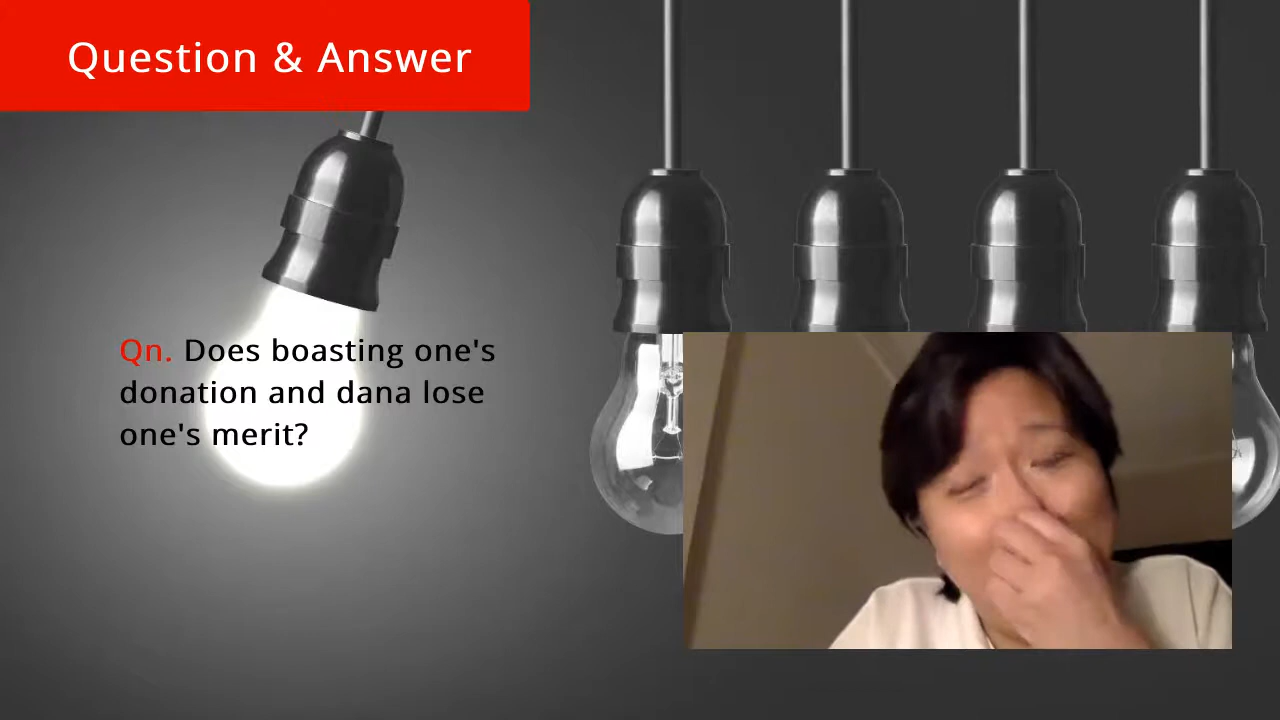 Question & Answer
Qn. Does boasting one's
donation and dana lose
one's merit?